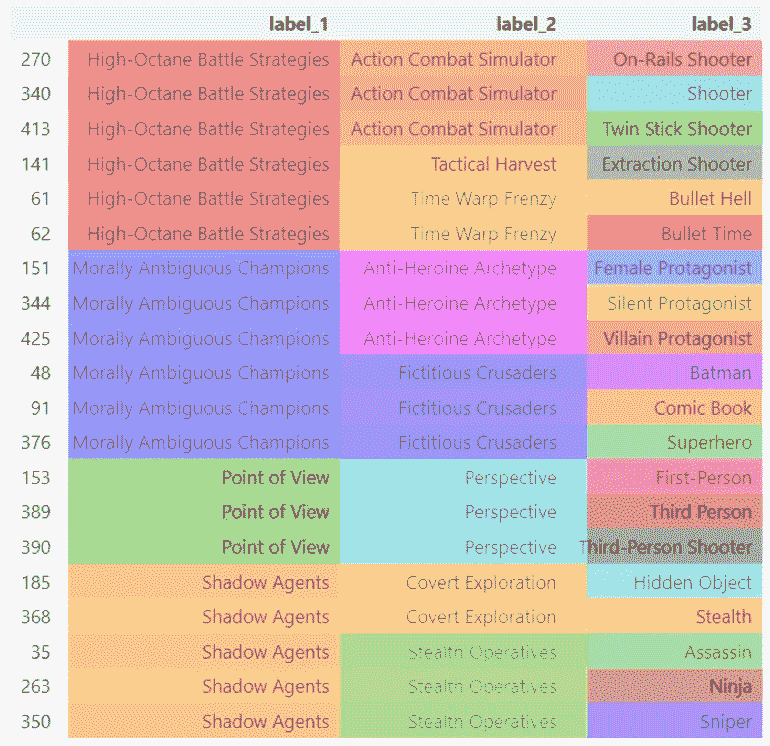 label_1 label_2 label_3
270 High-Octane Battle Strategies Action Combat Simulator On-Rails Shooter
340 High-Octane Battle Strategies Action Combat Simulator Shooter
413 High-Octane Battle Strategies Action Combat Simulator Twin Stick Shooter
141 High-Octane Battle Strategies Tactical Harvest Extraction Shooter
61 High-Octane Battle Strategies Time Warp Frenzy Bullet Hell
62 High-Octane Battle Strategies Time Warp Frenzy Bullet Time
151 Morally Ambiguous Champions Anti-Heroine Archetype Female Protagonist
344 Morally Ambiguous Champions Anti-Heroine Archetype Silent Protagonist
425 Morally Ambiguous Champions Anti-Heroine Archetype Villain Protagonist
48 Morally Ambiguous Champions Fictitious Crusaders Batman
91 Morally Ambiguous Champions Fictitious Crusaders Comic Book
376 Morally Ambiguous Champions Fictitious Crusaders Superhero
153 Point of View Perspective First-Person
389 Point of View Perspective Third Person
390 Point of View Perspective Third-Person Shooter
185 Shadow Agents Covert Exploration Hidden Object
368 Shadow Agents Covert Exploration Stealth
35 Shadow Agents Stealth Operatives Assassin
263 Shadow Agents Stealth Operatives Ninja
350 Shadow Agents Stealth Operatives Sniper